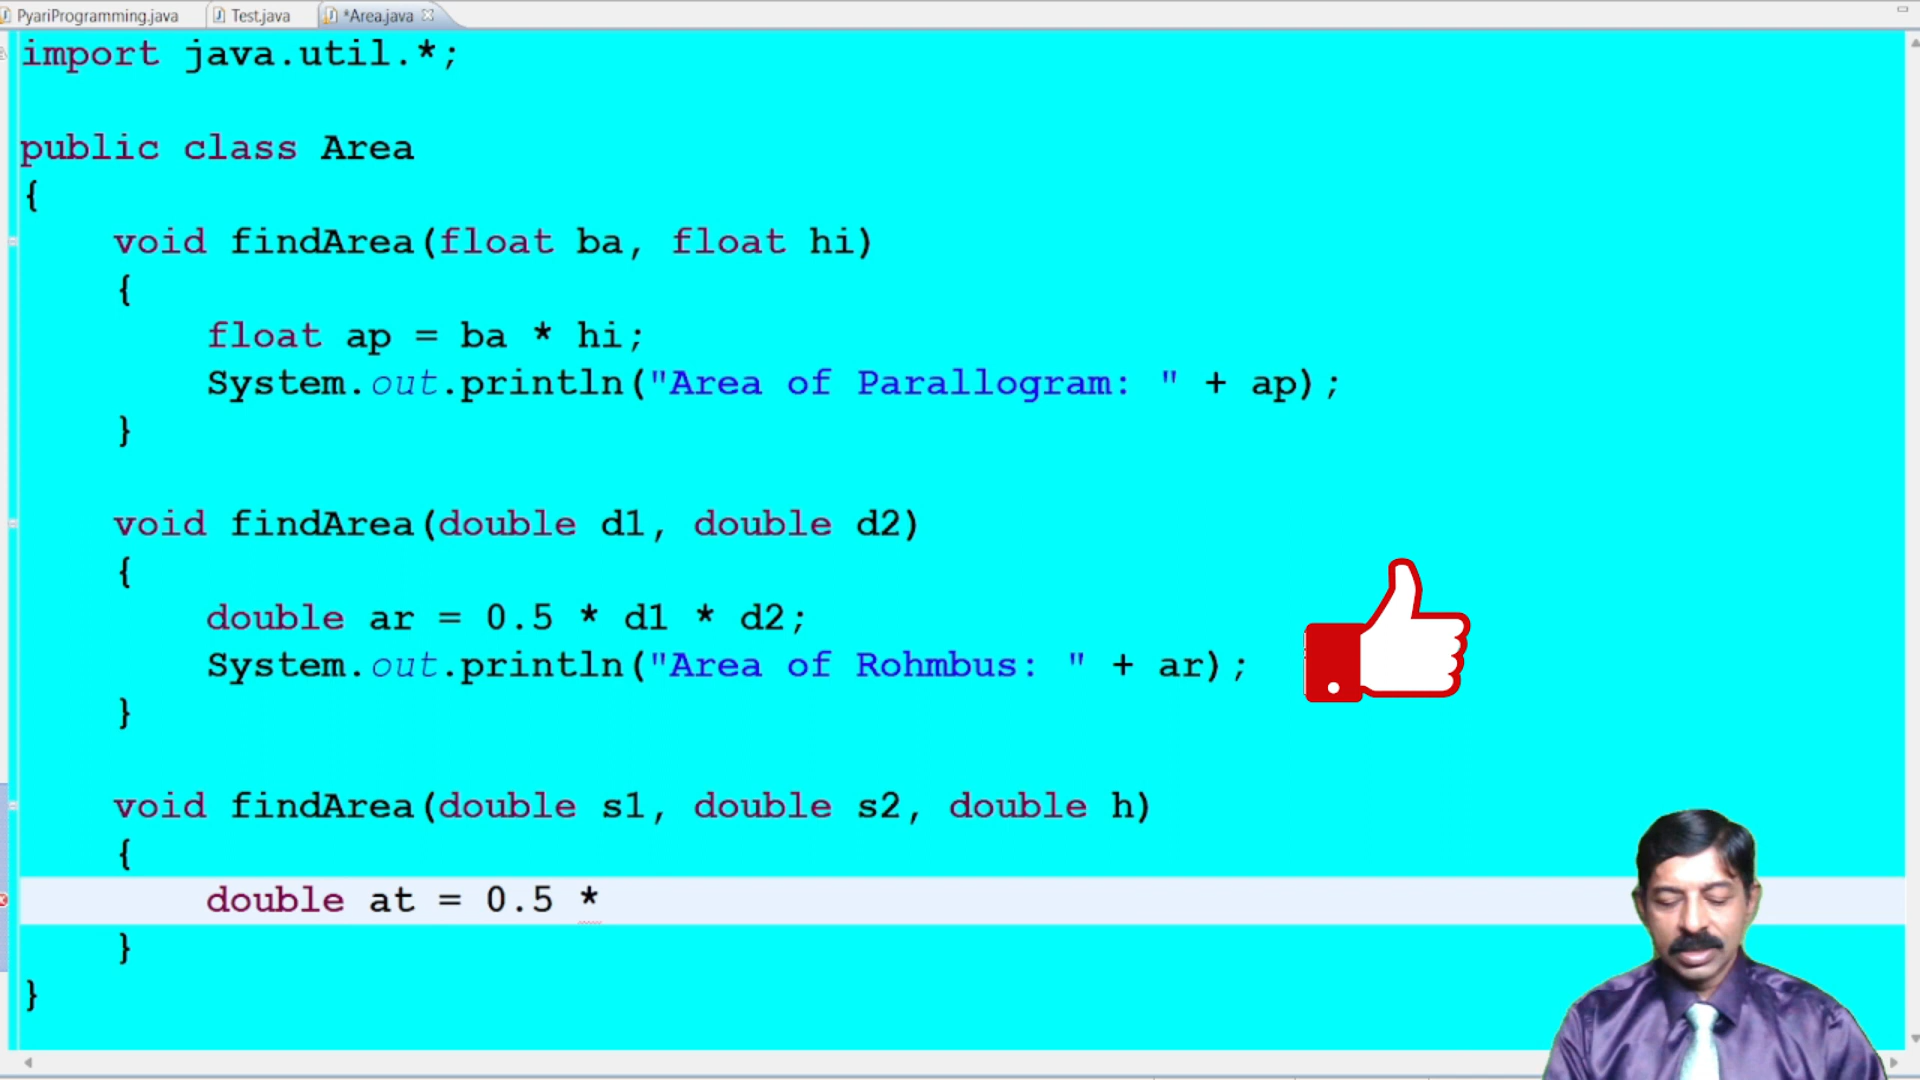 PyariProgramming.java Test.java *Area.java
import java.util.*;
public class Area
{
void findArea(float ba, float hi)
{
float ap = ba * hi;
System.out.println("Area of Parallogram: " + ap);
}
void findArea(double d1, double d2)
{
double ar = 0.5 * d1 * d2;
System.out.println("Area of Rohmbus: " + ar);
}
void findArea(double s1, double s2, double h)
{
double at = 0.5 *
}
}